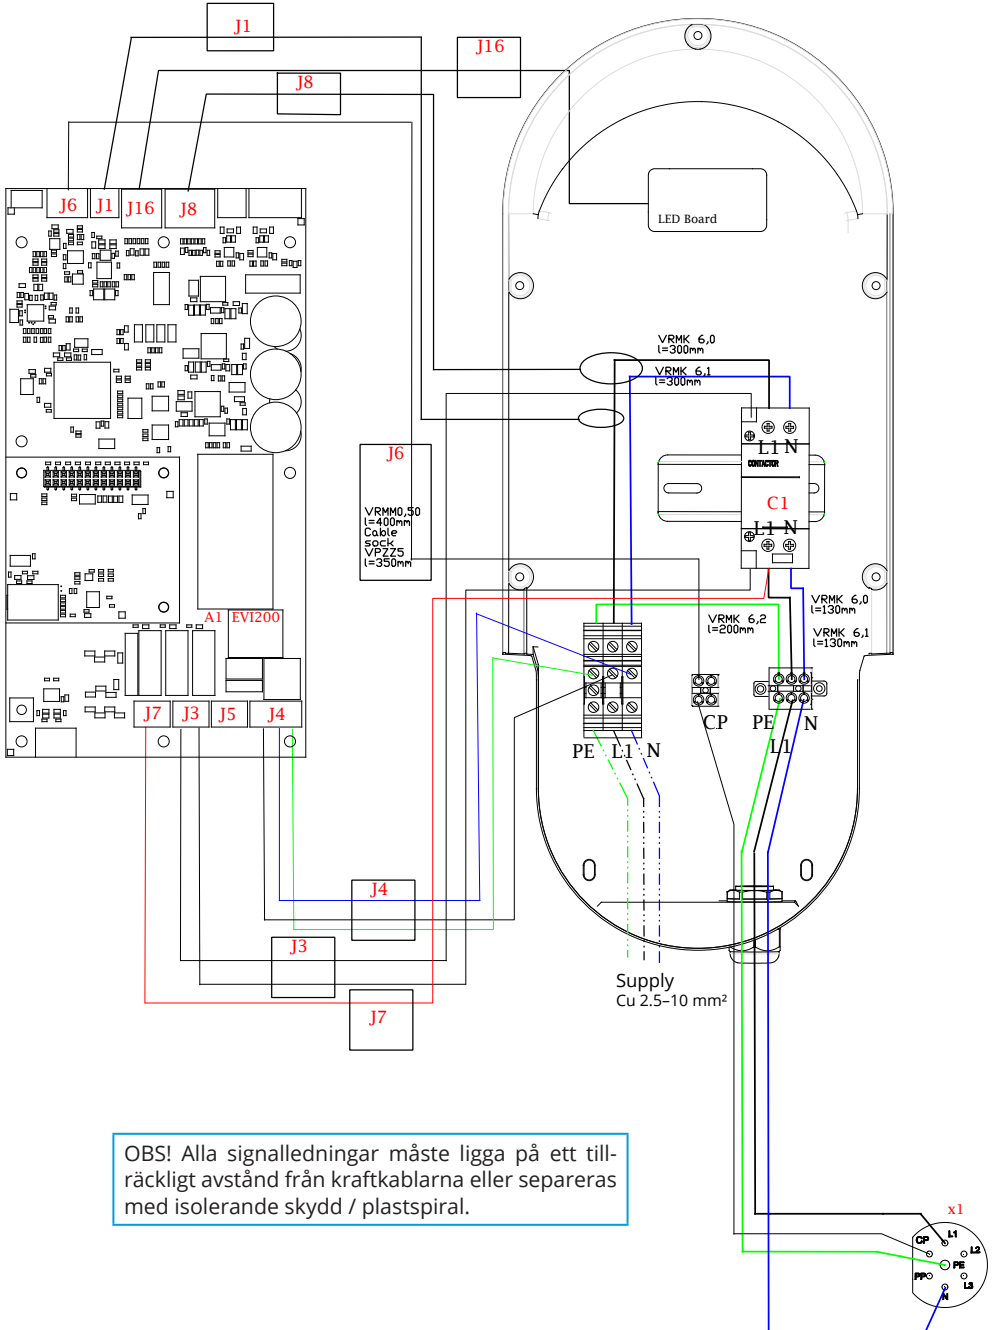 J1
J16
J8
J6
J1
J16
J8
LED Board
VRMK 6,0
l=300mm
VRMK 6,1
l=300mm
L1 N
CONTACTOR
C1
L1 N
J6
VRMM0,50
l=400mm
Cable
sock
VPZZ5
l=350mm
A1 EVI200
VRMK 6,2
l=200mm
VRMK 6,0
l=130mm
VRMK 6,1
l=130mm
J7
J3
J5
J4
PE
L1
N
CP
PE
L1
N
J4
J3
J7
Supply
Cu 2.5–10 mm²
OBS! Alla signalledningar måste ligga på ett till-
räckligt avstånd från kraftkablarna eller separeras
med isolerande skydd / plastspiral.
x1
L1
CP
L2
PE
PP
L3
N